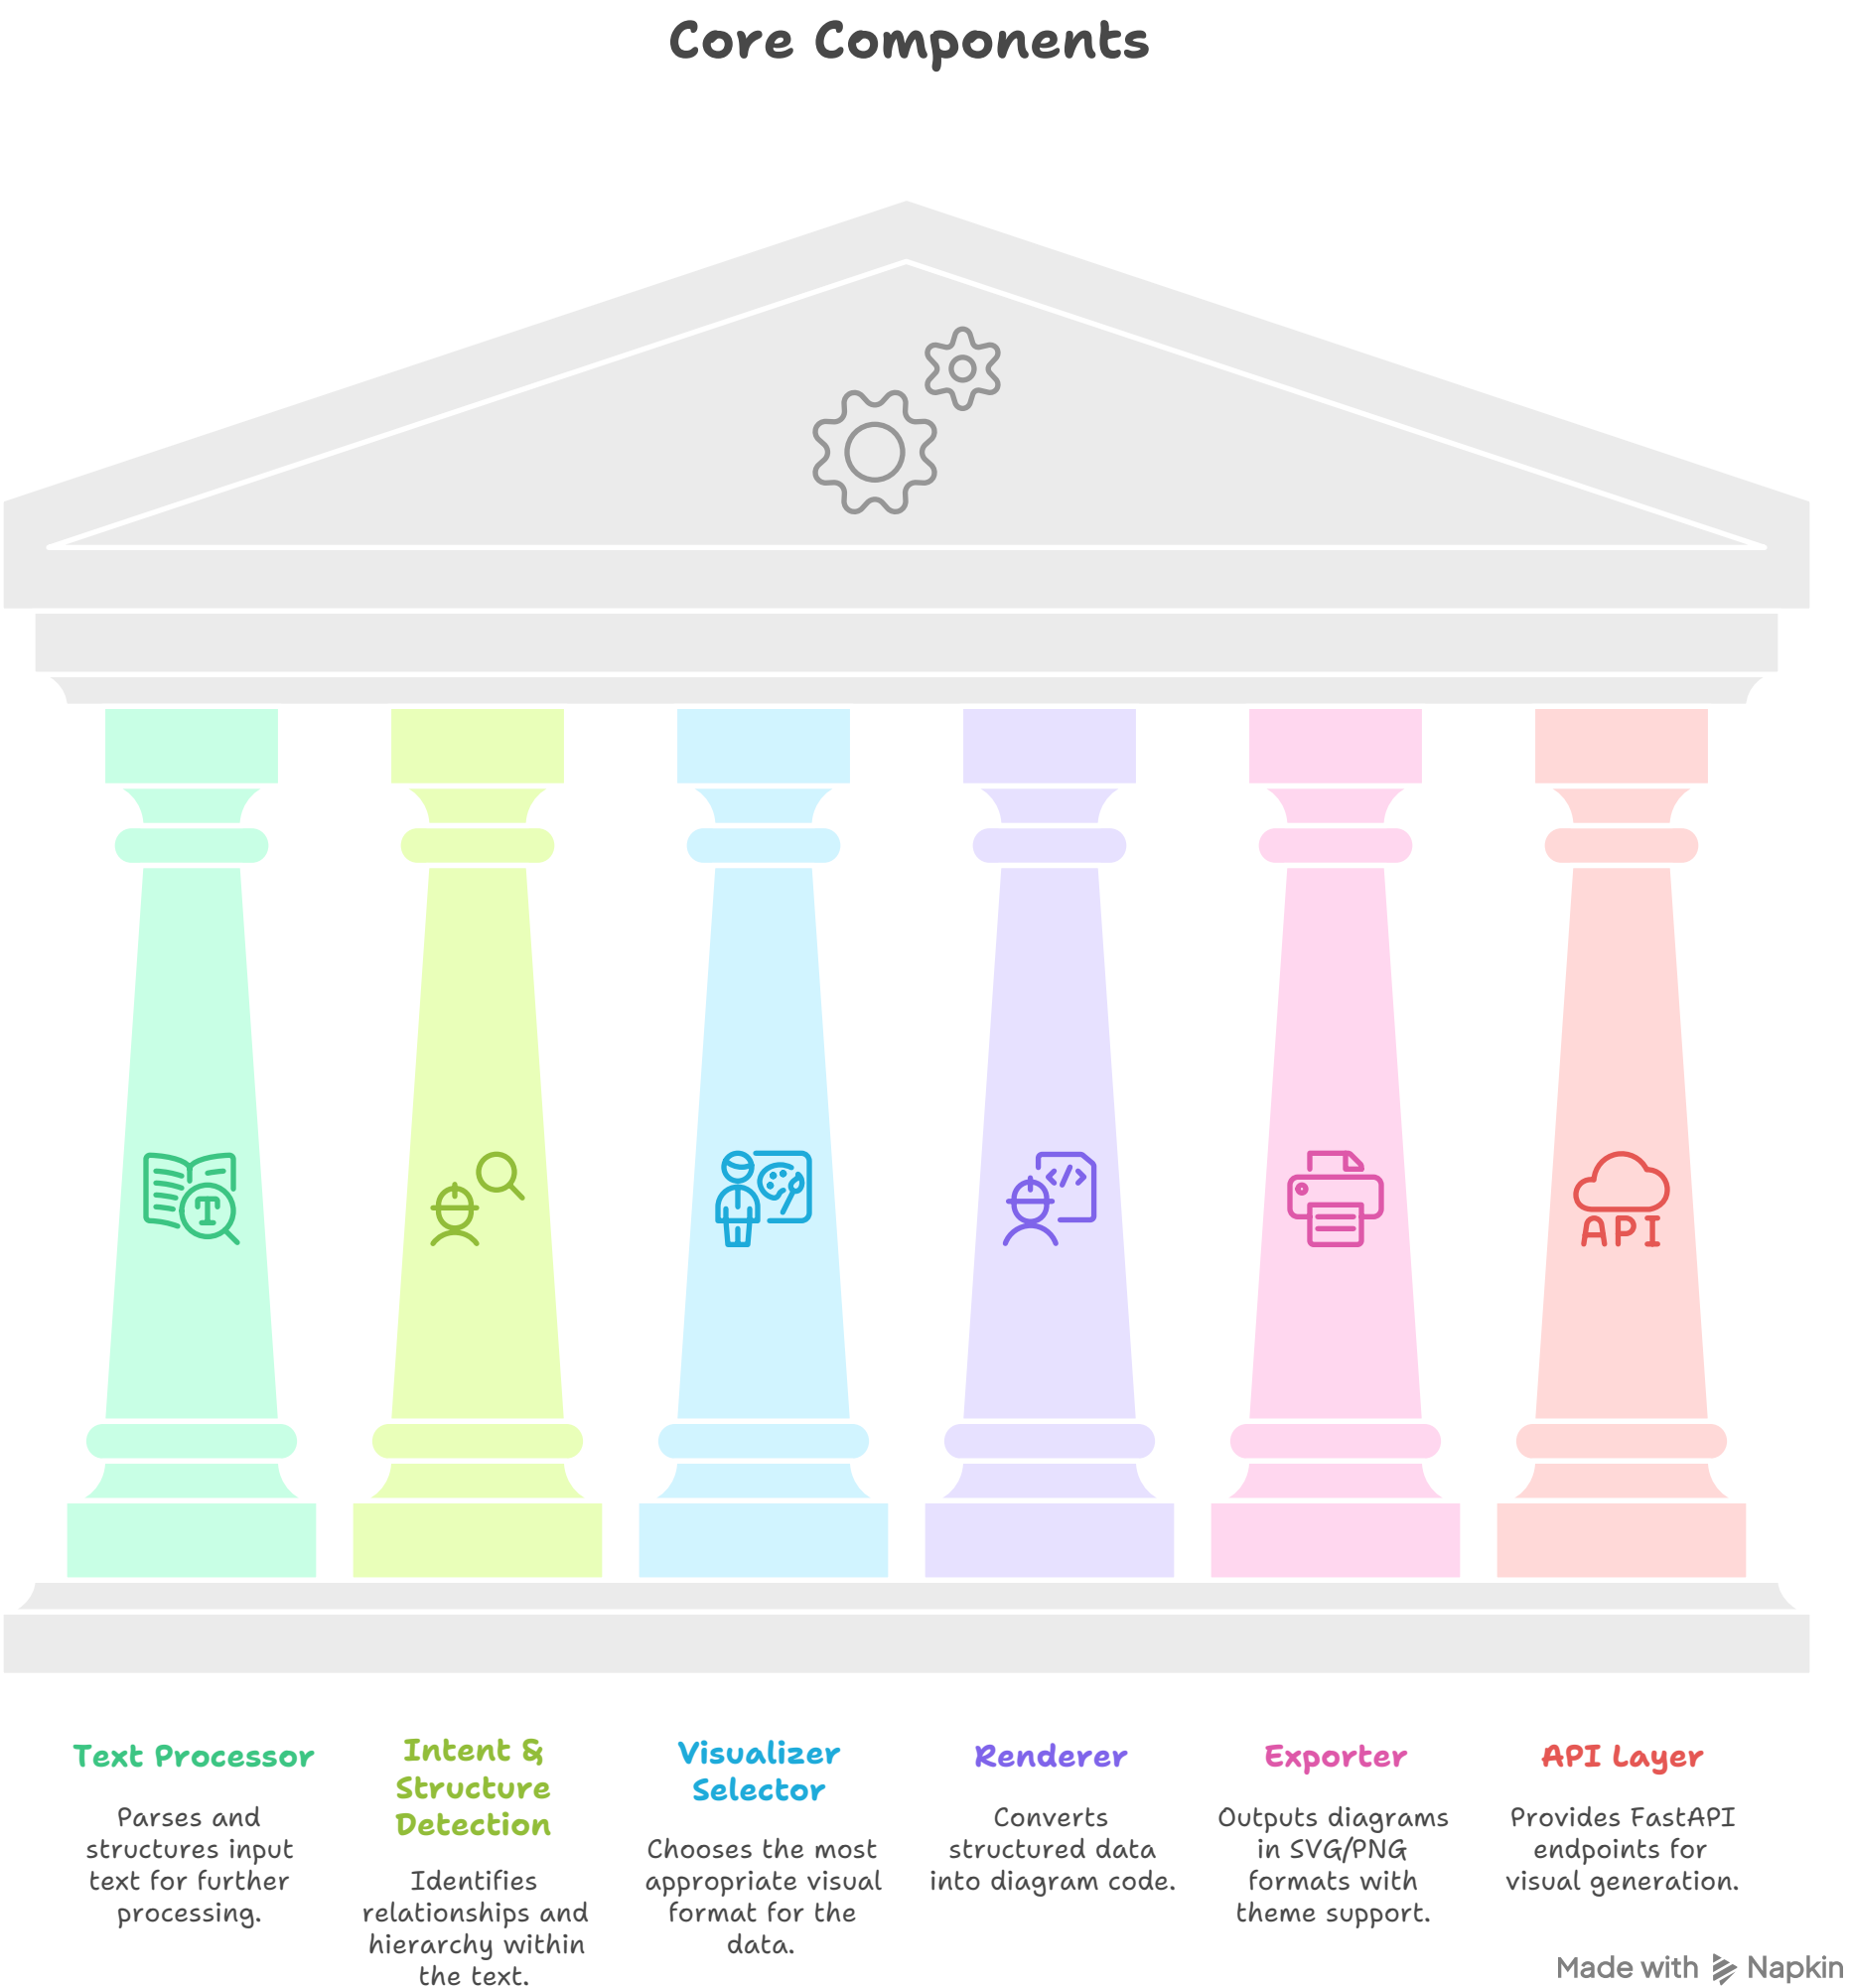 Core Components
API
Text Processor
Parses and
structures input
text for further
processing.
Intent &
Structure
Detection
Identifies
relationships and
hierarchy within
the text.
Visualizer
Selector
Chooses the most
appropriate visual
format for the
data.
Renderer
Converts
structured data
into diagram code.
Exporter
Outputs diagrams
in SVG/PNG
formats with
theme support.
API Layer
Provides FastAPI
endpoints for
visual generation.
Made with Napkin